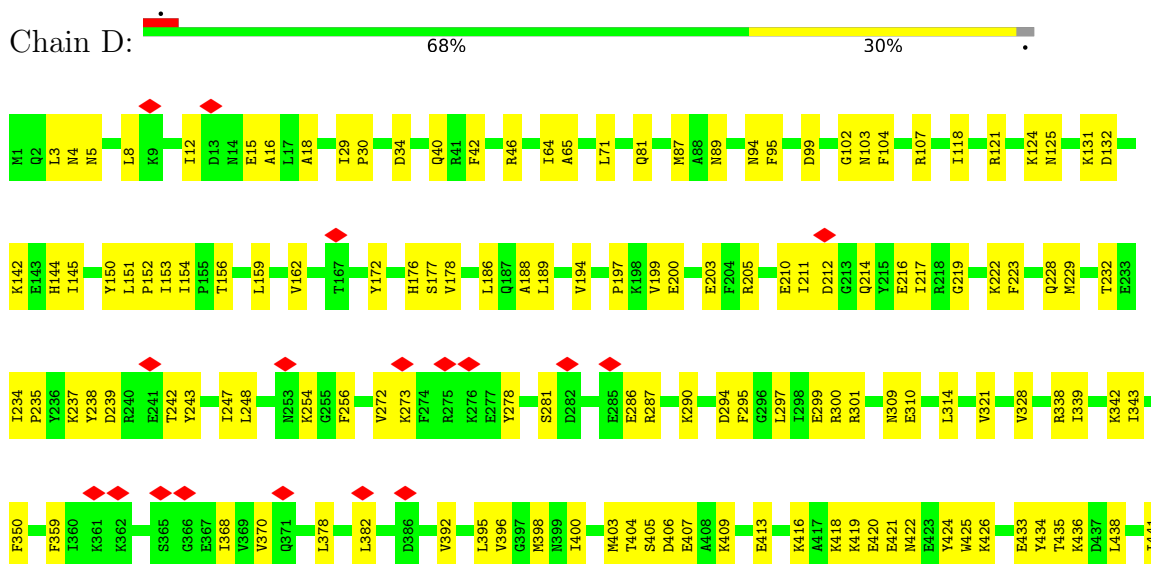 Chain D:
68% 30%
M1 Q2 L3 N4 N5 L8 K9 I12 D13 N14 E15 A16 L17 A18 I29 P30 D34 Q40 R41 F42 R46 I64 A65 L71 Q81 M87 A88 N89 N94 F95 D99 G102 N103 F104 R107 I118 R121 K124 N125 K131 D132
K142 E143 H144 I145 Y150 L151 P152 I153 I154 P155 T156 L159 V162 T167 Y172 H176 S177 V178 L186 Q187 A188 L189 V194 P197 K198 V199 E200 E203 F204 R205 E210 I211 D212 G213 Q214 Y215 E216 I217 R218 G219 K222 F223 Q228 M229 T232 E233
I234 P235 Y236 K237 Y238 D239 R240 E241 T242 Y243 I247 L248 N253 K254 G255 F256 V272 K273 F274 R275 K276 E277 Y278 S281 D282 E285 E286 R287 K290 D294 F295 G296 L297 I298 E299 R300 R301 N309 E310 L314 V321 V328 R338 I339 K342 I343
F350 F359 I360 K361 K362 S365 G366 E367 I368 V369 V370 Q371 L378 L382 D386 V392 L395 V396 G397 M398 N399 I400 M403 T404 S405 D406 E407 A408 K409 E413 K416 A417 K418 K419 E420 E421 N422 E423 Y424 W425 K426 E433 Y434 T435 K436 D437 L438